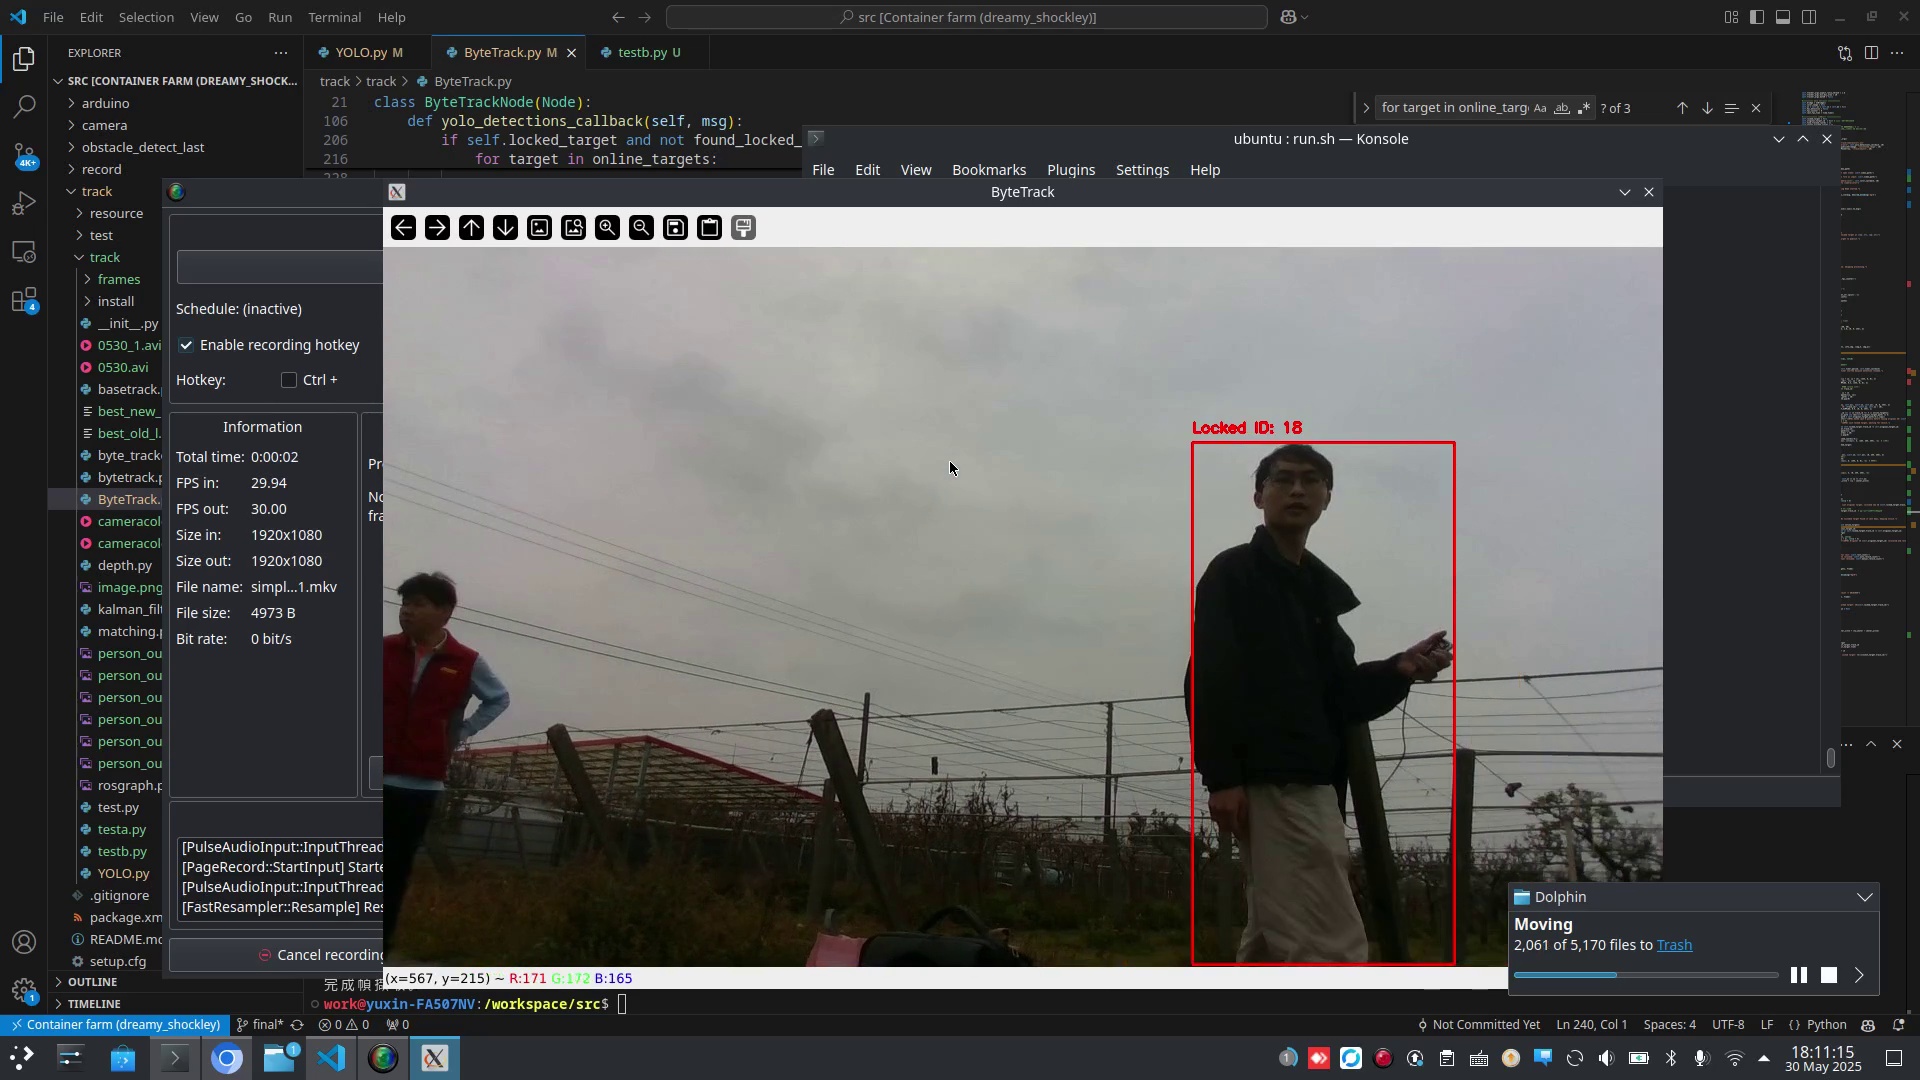 File Edit Selection View Go Run Terminal Help
src [Container farm (dreamy_shockley)]
EXPLORER
SRC [CONTAINER FARM (DREAMY_SHOCK...
arduino
camera
obstacle_detect_last
record
track
resource
test
track
frames
install
__init__.py
0530_1.avi
0530.avi
basetrack.
best_new_
best_old_l.
byte_track
bytetrack.p
ByteTrack.
cameracol
cameracol
depth.py
image.png
kalman_fil
matching.
person_ou
person_ou
person_ou
person_ou
person_ou
person_ou
rosgraph.p
test.py
testa.py
testb.py
YOLO.py
.gitignore
package.xm
README.md
setup.cfg
OUTLINE
TIMELINE
4K+
4
1
YOLO.py M
ByteTrack.py M
testb.py U
track > track > ByteTrack.py
21 class ByteTrackNode(Node):
106 def yolo_detections_callback(self, msg):
206 if self.locked_target and not found_locked_
216 for target in online_targets:
for target in online_targ
Aa ab
? of 3
ubuntu : run.sh — Konsole
File Edit View Bookmarks Plugins Settings Help
ByteTrack
Schedule: (inactive)
Enable recording hotkey
Hotkey: Ctrl +
Information
Total time: 0:00:02
FPS in: 29.94
FPS out: 30.00
Size in: 1920x1080
Size out: 1920x1080
File name: simpl...1.mkv
File size: 4973 B
Bit rate: 0 bit/s
Pr
No
fra
[PulseAudioInput::InputThread
[PageRecord::StartInput] Starte
[PulseAudioInput::InputThread
[FastResampler::Resample] Res
Cancel recording
Locked ID: 18
(x=567, y=215) ~ R:171 G:172 B:165
work@yuxin-FA507NV:/workspace/src$
Dolphin
Moving
2,061 of 5,170 files to Trash
Container farm (dreamy_shockley)
final*
0 0
0
Not Committed Yet
Ln 240, Col 1
Spaces: 4
UTF-8
LF
{} Python
1
1
18:11:15
30 May 2025